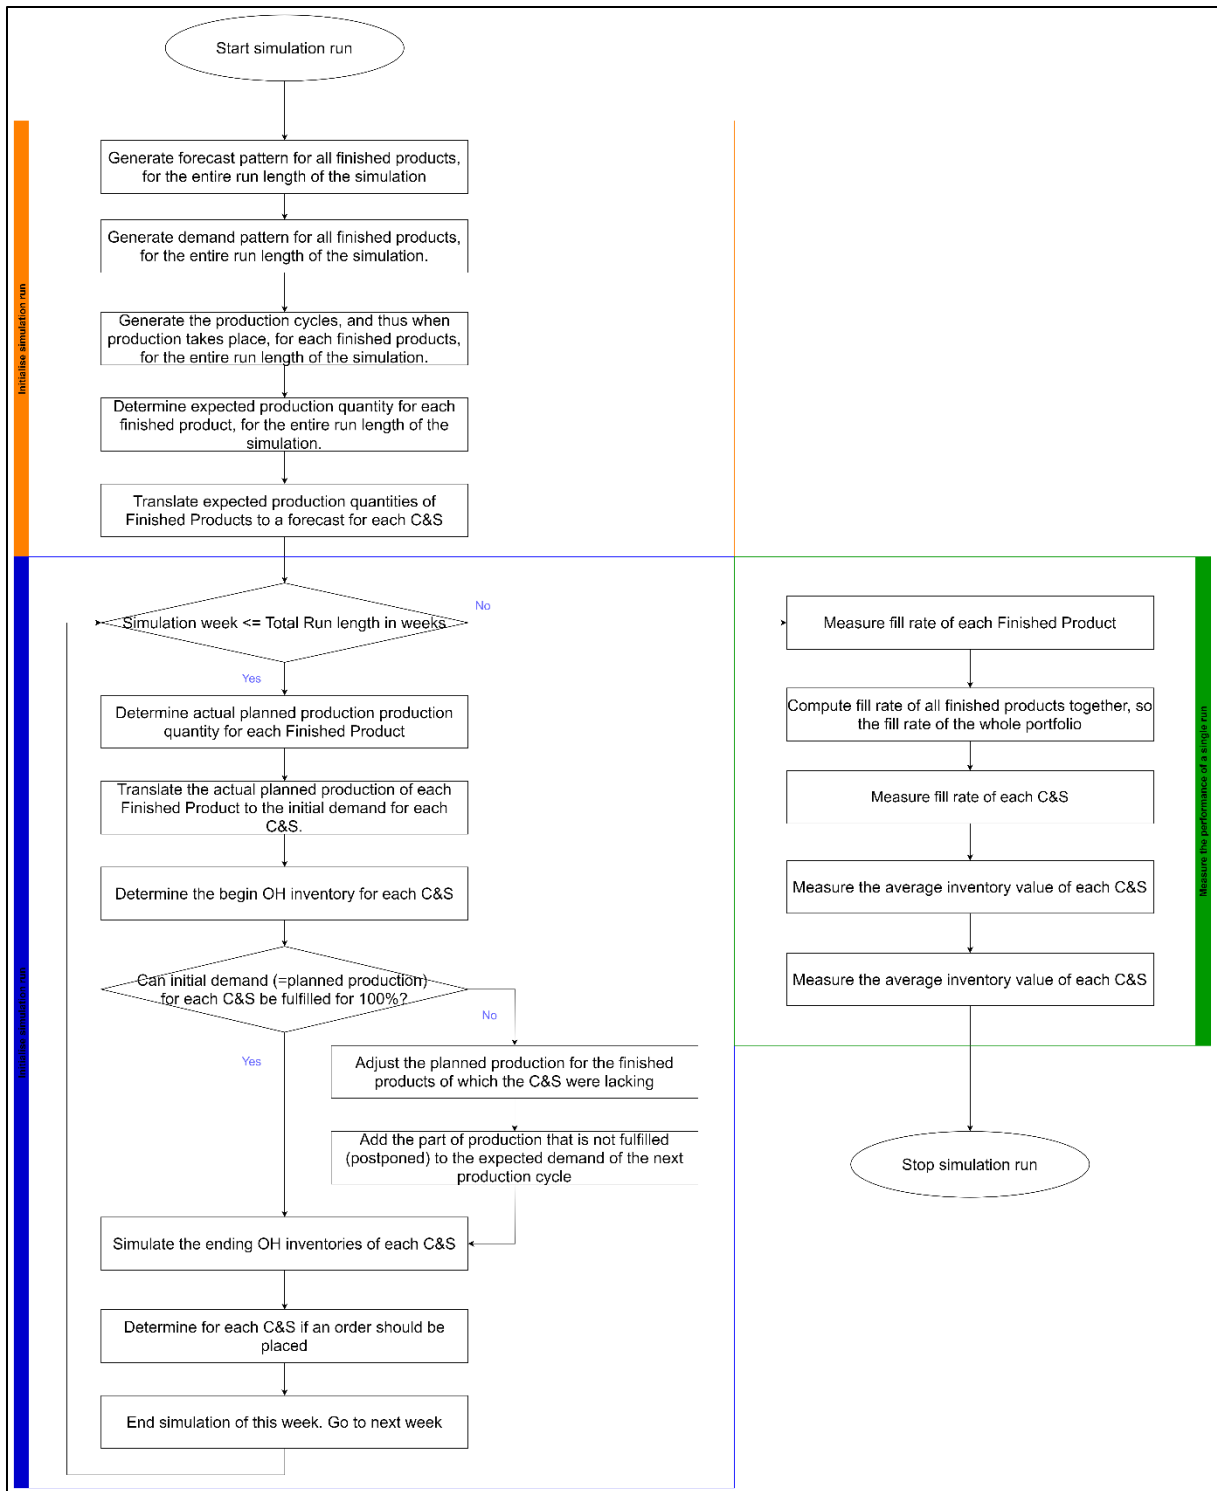 Start simulation run
Initialise simulation run
Generate forecast pattern for all finished products,
for the entire run length of the simulation
Generate demand pattern for all finished products,
for the entire run length of the simulation.
Generate the production cycles, and thus when
production takes place, for each finished products,
for the entire run length of the simulation.
Determine expected production quantity for each
finished product, for the entire run length of the
simulation.
Translate expected production quantities of
Finished Products to a forecast for each C&S
Initialise simulation run
Simulation week <= Total Run length in weeks
No
Yes
Determine actual planned production production
quantity for each Finished Product
Translate the actual planned production of each
Finished Product to the initial demand for each
C&S.
Determine the begin OH inventory for each C&S
Can initial demand (=planned production)
for each C&S be fulfilled for 100%?
No
Yes
Adjust the planned production for the finished
products of which the C&S were lacking
Add the part of production that is not fulfilled
(postponed) to the expected demand of the next
production cycle
Simulate the ending OH inventories of each C&S
Determine for each C&S if an order should be
placed
End simulation of this week. Go to next week
Measure the performance of a single run
Measure fill rate of each Finished Product
Compute fill rate of all finished products together, so
the fill rate of the whole portfolio
Measure fill rate of each C&S
Measure the average inventory value of each C&S
Measure the average inventory value of each C&S
Stop simulation run